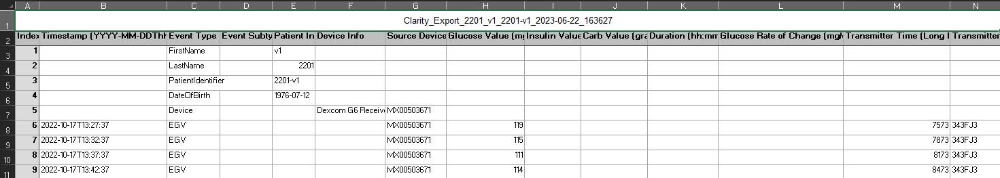 A B C D E F G H I J K L M N
1 Clarity_Export_2201_v1_2201-v1_2023-06-22_163627
2 Index Timestamp (YYYY-MM-DDThh Event Type Event Subty Patient In Device Info Source Device Glucose Value (mg Insulin Value Carb Value (gra Duration (hh:mm Glucose Rate of Change (mg/ Transmitter Time (Long I Transmitter
3 1 FirstName v1
4 2 LastName 2201
5 3 PatientIdentifier 2201-v1
6 4 DateOfBirth 1976-07-12
7 5 Device Dexcom G6 Receiv MX00503671
8 6 2022-10-17T13:27:37 EGV MX00503671 119 7573 343FJ3
9 7 2022-10-17T13:32:37 EGV MX00503671 115 7873 343FJ3
10 8 2022-10-17T13:37:37 EGV MX00503671 111 8173 343FJ3
11 9 2022-10-17T13:42:37 EGV MX00503671 114 8473 343FJ3